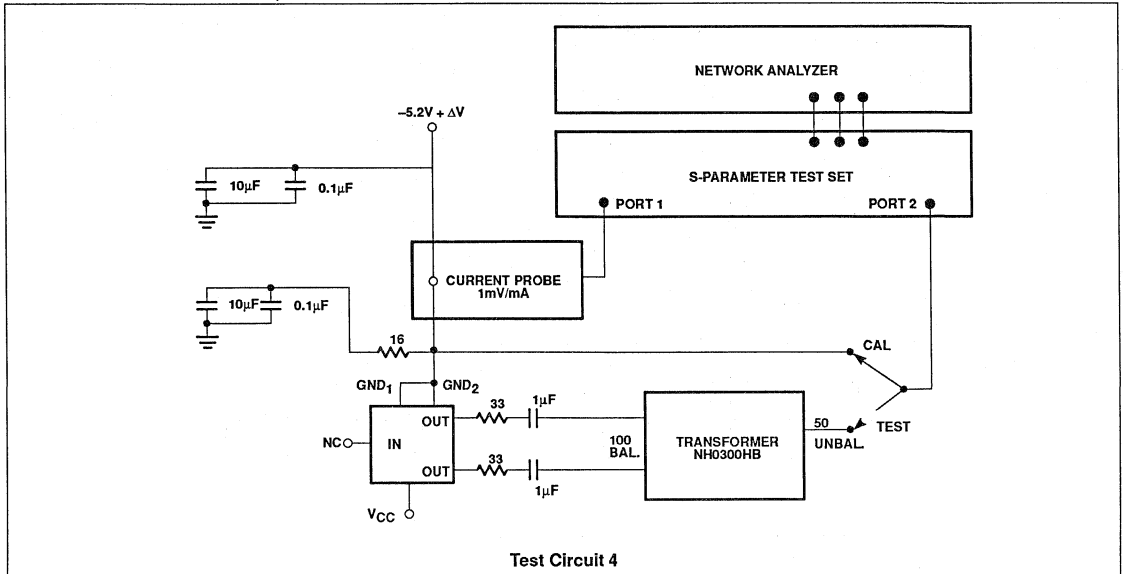 NETWORK ANALYZER
–5.2V + ΔV
S-PARAMETER TEST SET
10μF
0.1μF
PORT 1
PORT 2
CURRENT PROBE
1mV/mA
10μF
0.1μF
16
CAL
GND1
GND2
33
1μF
OUT
50
UNBAL.
TEST
NC
IN
100
BAL.
TRANSFORMER
NH0300HB
OUT
33
1μF
VCC
Test Circuit 4